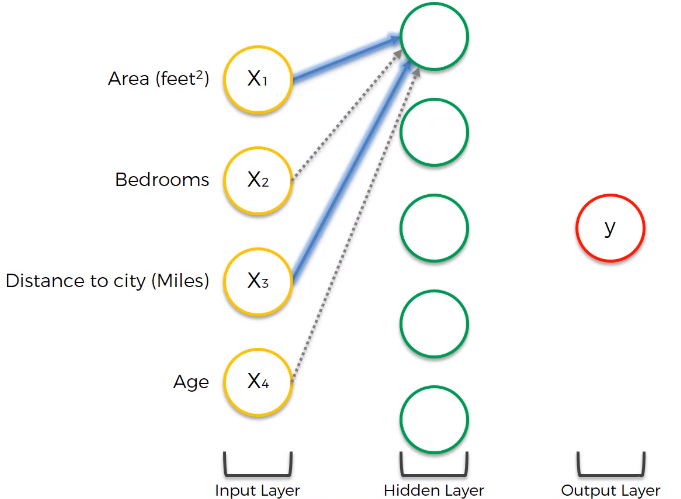 Area (feet²)
X₁
Bedrooms
X₂
Distance to city (Miles)
X₃
Age
X₄
y
Input Layer
Hidden Layer
Output Layer